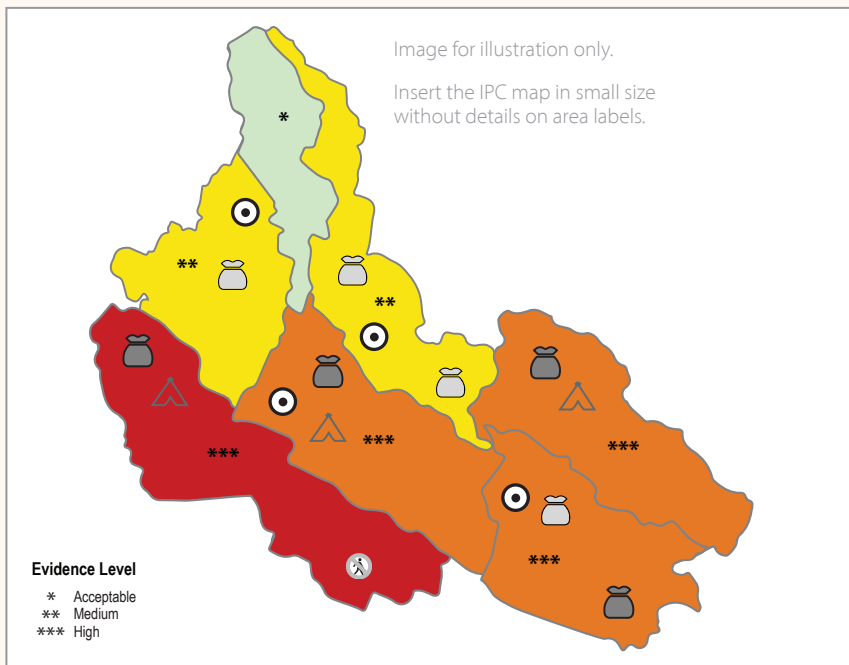 Image for illustration only.
Insert the IPC map in small size
without details on area labels.
*
**
**
***
***
***
***
Evidence Level
* Acceptable
** Medium
*** High